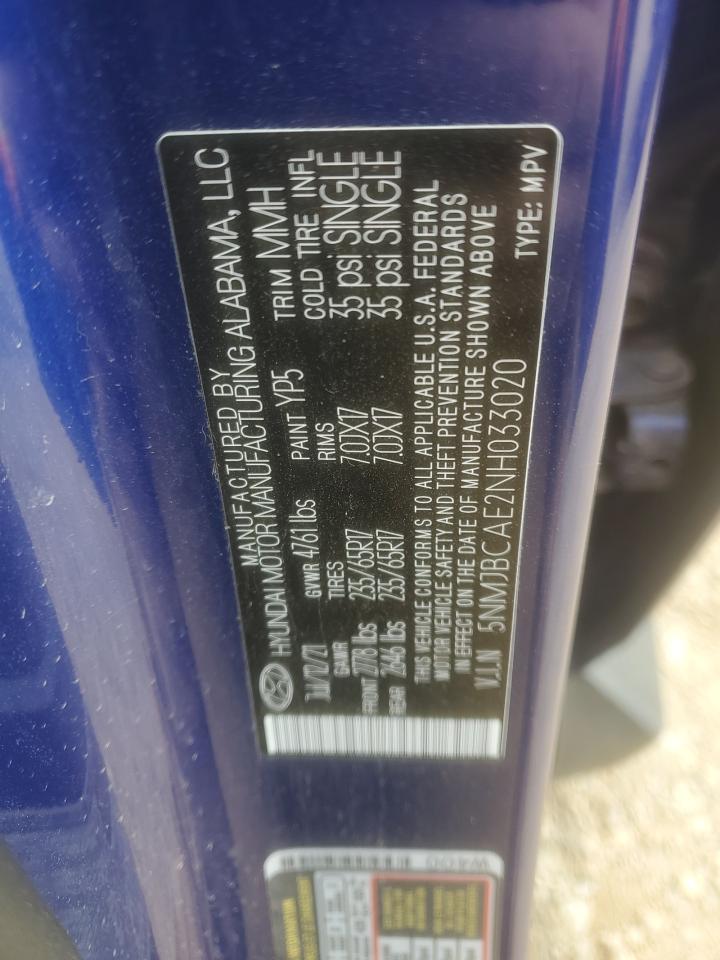 MANUFACTURED BY
HYUNDAI MOTOR MANUFACTURING ALABAMA, LLC
JUL/10/21 GVWR 4761 lbs PAINT YP5 TRIM MMH
GAWR TIRES RIMS COLD TIRE INFL
FRONT 2778 lbs 235/65R17 7.0JX17 35 psi SINGLE
REAR 2646 lbs 235/65R17 7.0JX17 35 psi SINGLE
THIS VEHICLE CONFORMS TO ALL APPLICABLE U.S.A. FEDERAL
MOTOR VEHICLE SAFETY AND THEFT PREVENTION STANDARDS
IN EFFECT ON THE DATE OF MANUFACTURE SHOWN ABOVE
V.I.N 5NMJBCAE2NH033020 TYPE: MPV
W400